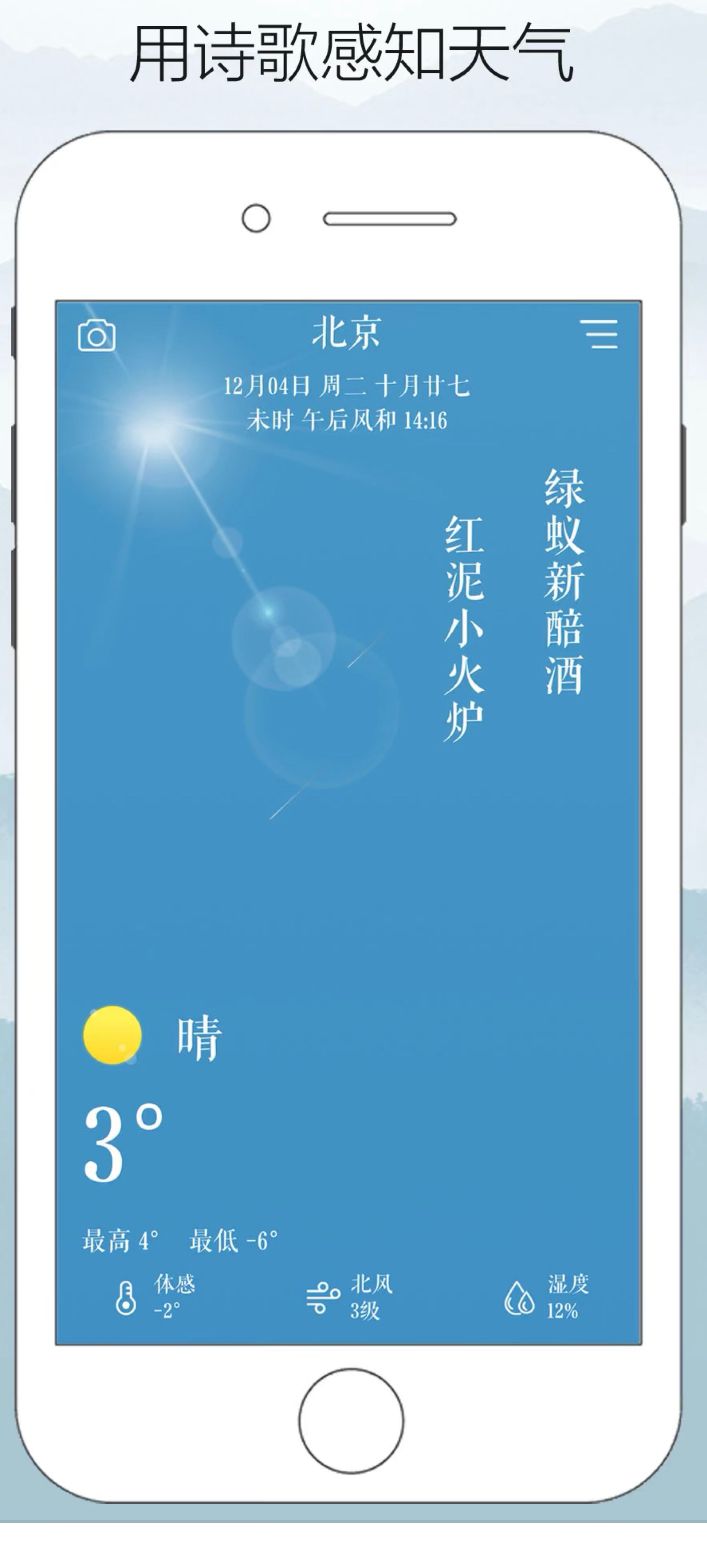 用诗歌感知天气
北京
12月04日 周二 十月廿七
未时 午后风和 14:16
绿蚁新醅酒
红泥小火炉
晴
3°
最高 4° 最低 -6°
体感
-2°
北风
3级
湿度
12%